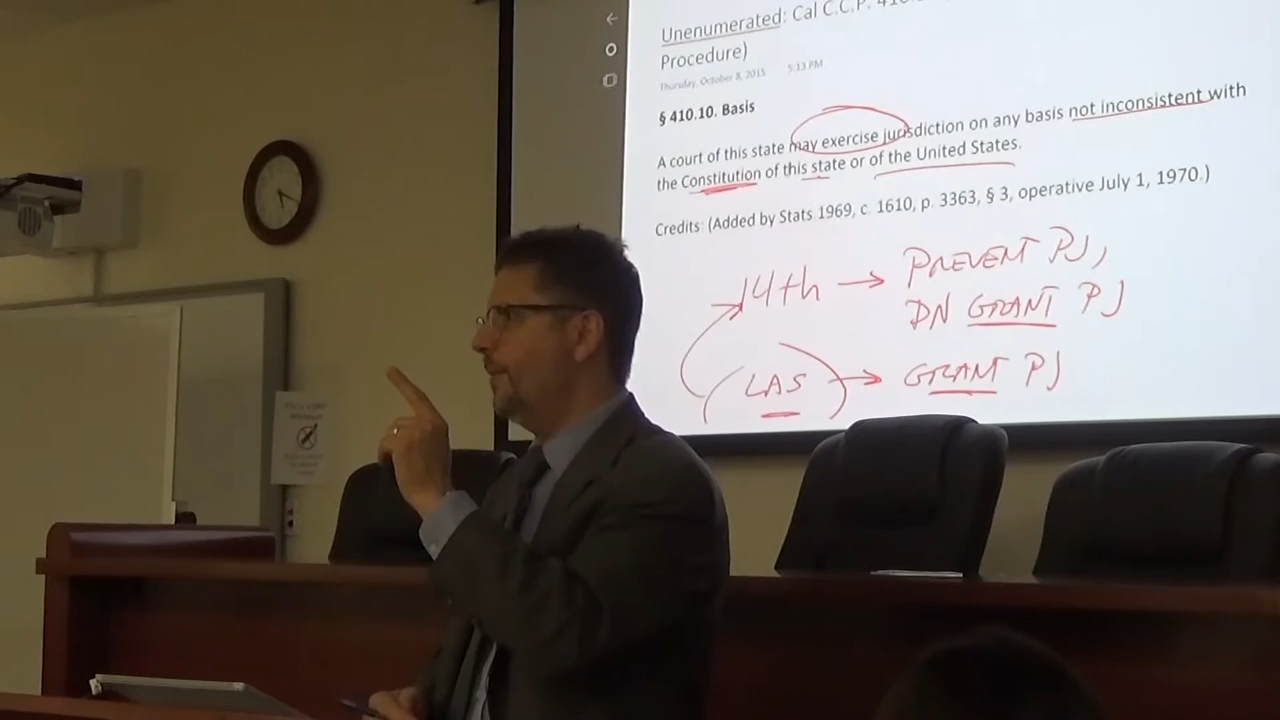 Unenumerated: Cal C.C.P.
Procedure)
Thursday, October 8, 2015 5:13 PM
§ 410.10. Basis
A court of this state may exercise jurisdiction on any basis not inconsistent with
the Constitution of this state or of the United States.
Credits: (Added by Stats 1969, c. 1610, p. 3363, § 3, operative July 1, 1970.)
14th → PREVENT PJ,
DN GRANT PJ
(LAS) → GRANT PJ